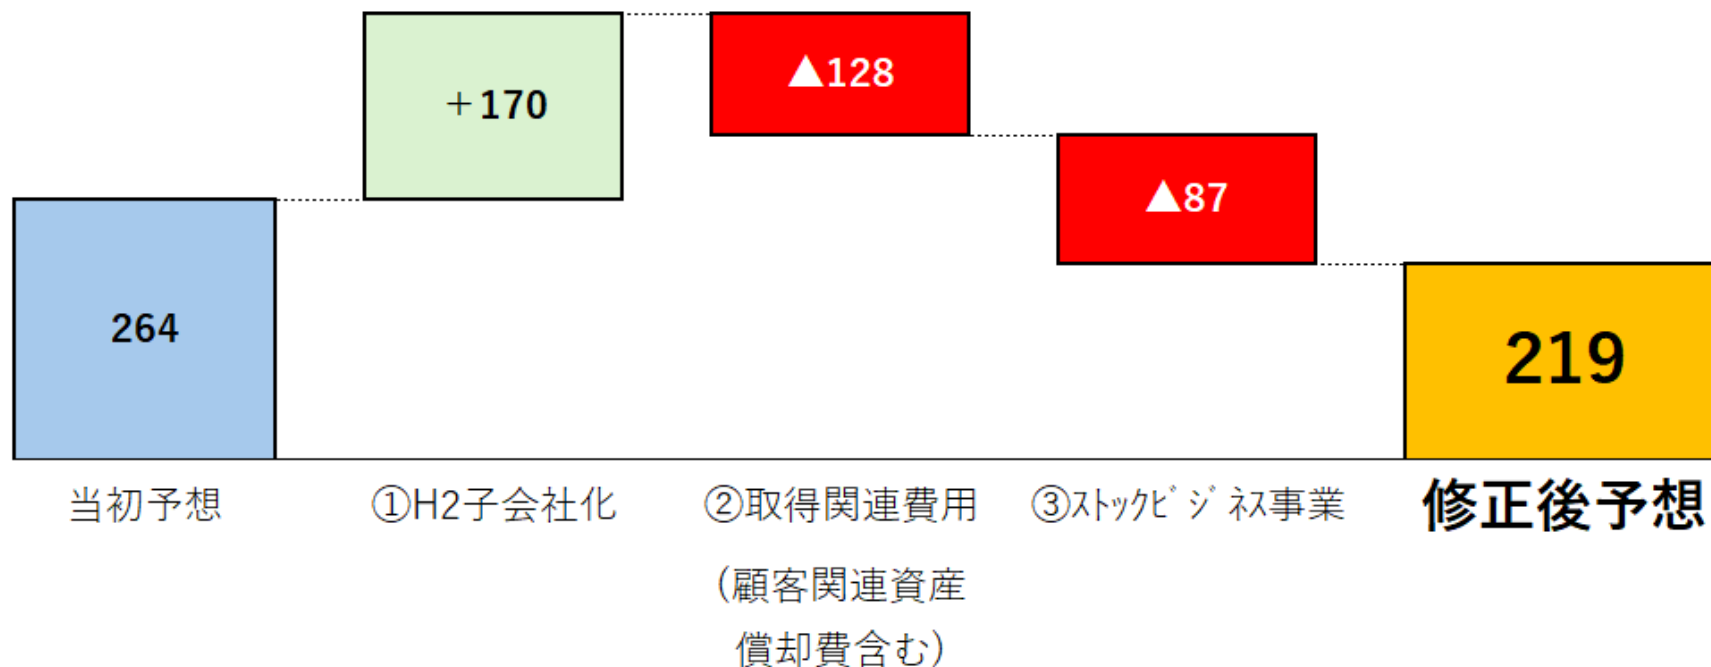 +170
▲128
▲87
264
219
当初予想
①H2子会社化
②取得関連費用
(顧客関連資産
償却費含む)
③ｽﾄｯｸﾋﾞｼﾞﾈｽ事業
修正後予想